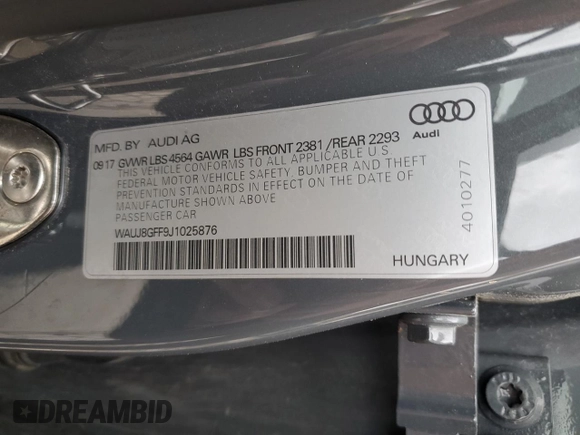 MFD. BY AUDI AG
09 17 GVWR LBS 4564 GAWR LBS FRONT 2381 / REAR 2293
THIS VEHICLE CONFORMS TO ALL APPLICABLE U.S.
FEDERAL MOTOR VEHICLE SAFETY, BUMPER AND THEFT
PREVENTION STANDARDS IN EFFECT ON THE DATE OF
MANUFACTURE SHOWN ABOVE
PASSENGER CAR
WAUJ8GFF9J1025876
HUNGARY
Audi
4010277
DREAMBID